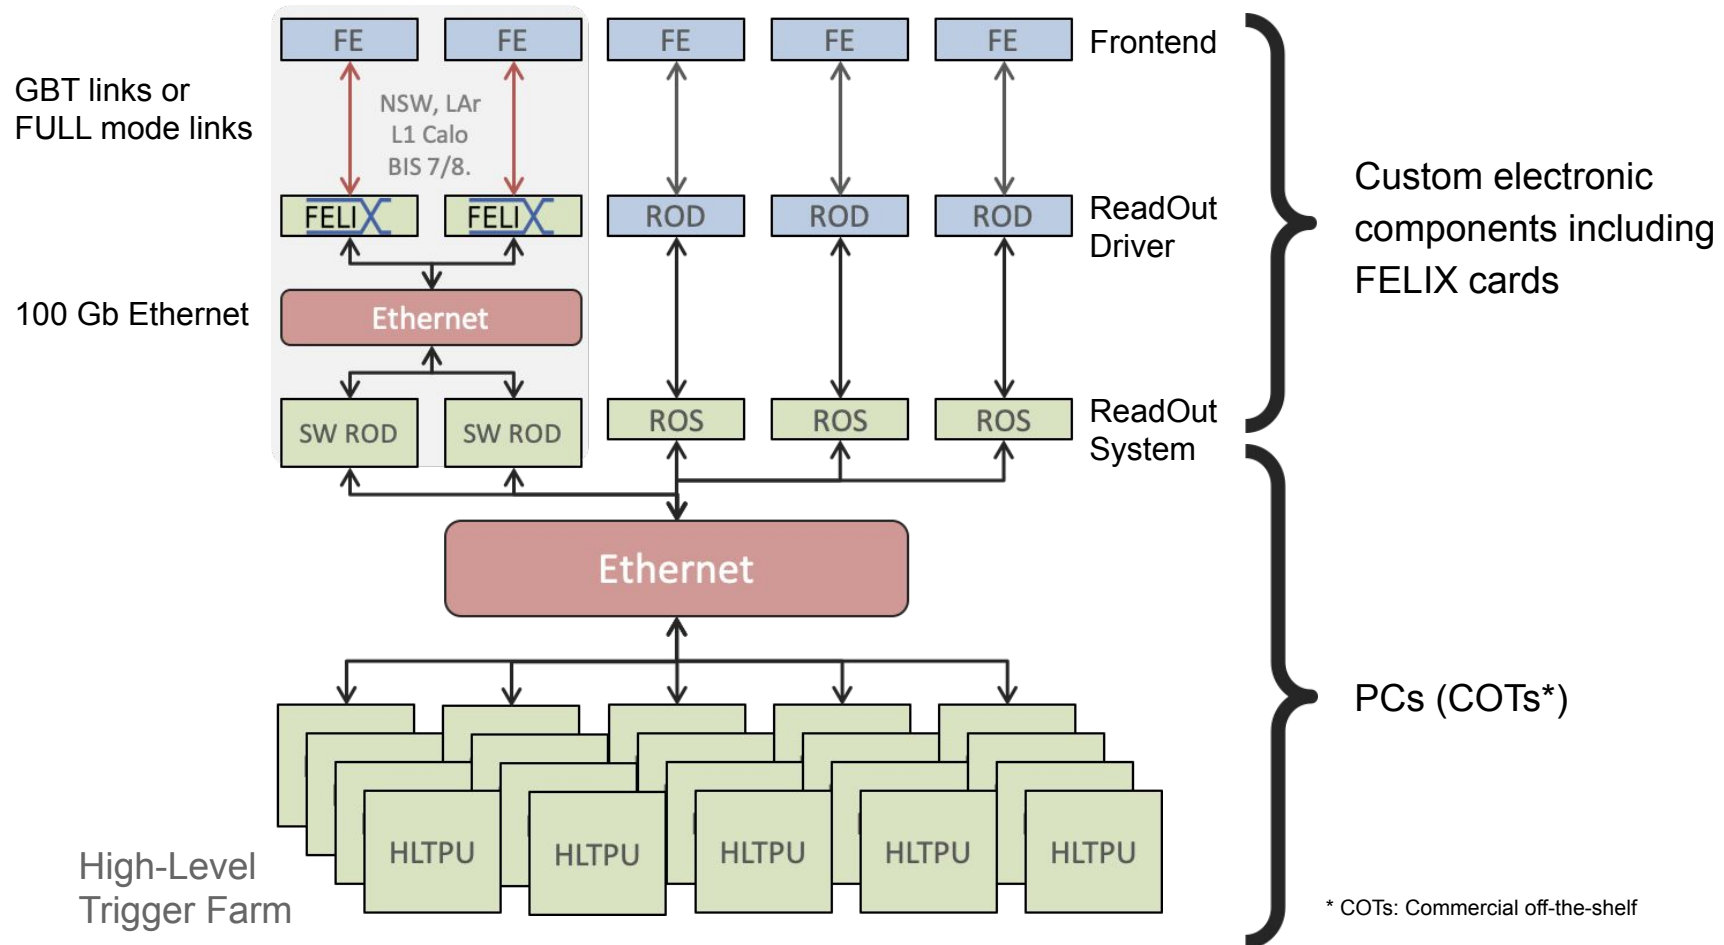 FE FE FE FE FE Frontend
GBT links or
FULL mode links
NSW, LAr
L1 Calo
BIS 7/8.
FELIX FELIX ROD ROD ROD ReadOut
Driver
Custom electronic
components including
FELIX cards
100 Gb Ethernet
Ethernet
SW ROD SW ROD ROS ROS ROS ReadOut
System
Ethernet
PCs (COTs*)
HLTPU HLTPU HLTPU HLTPU HLTPU
High-Level
Trigger Farm
* COTs: Commercial off-the-shelf